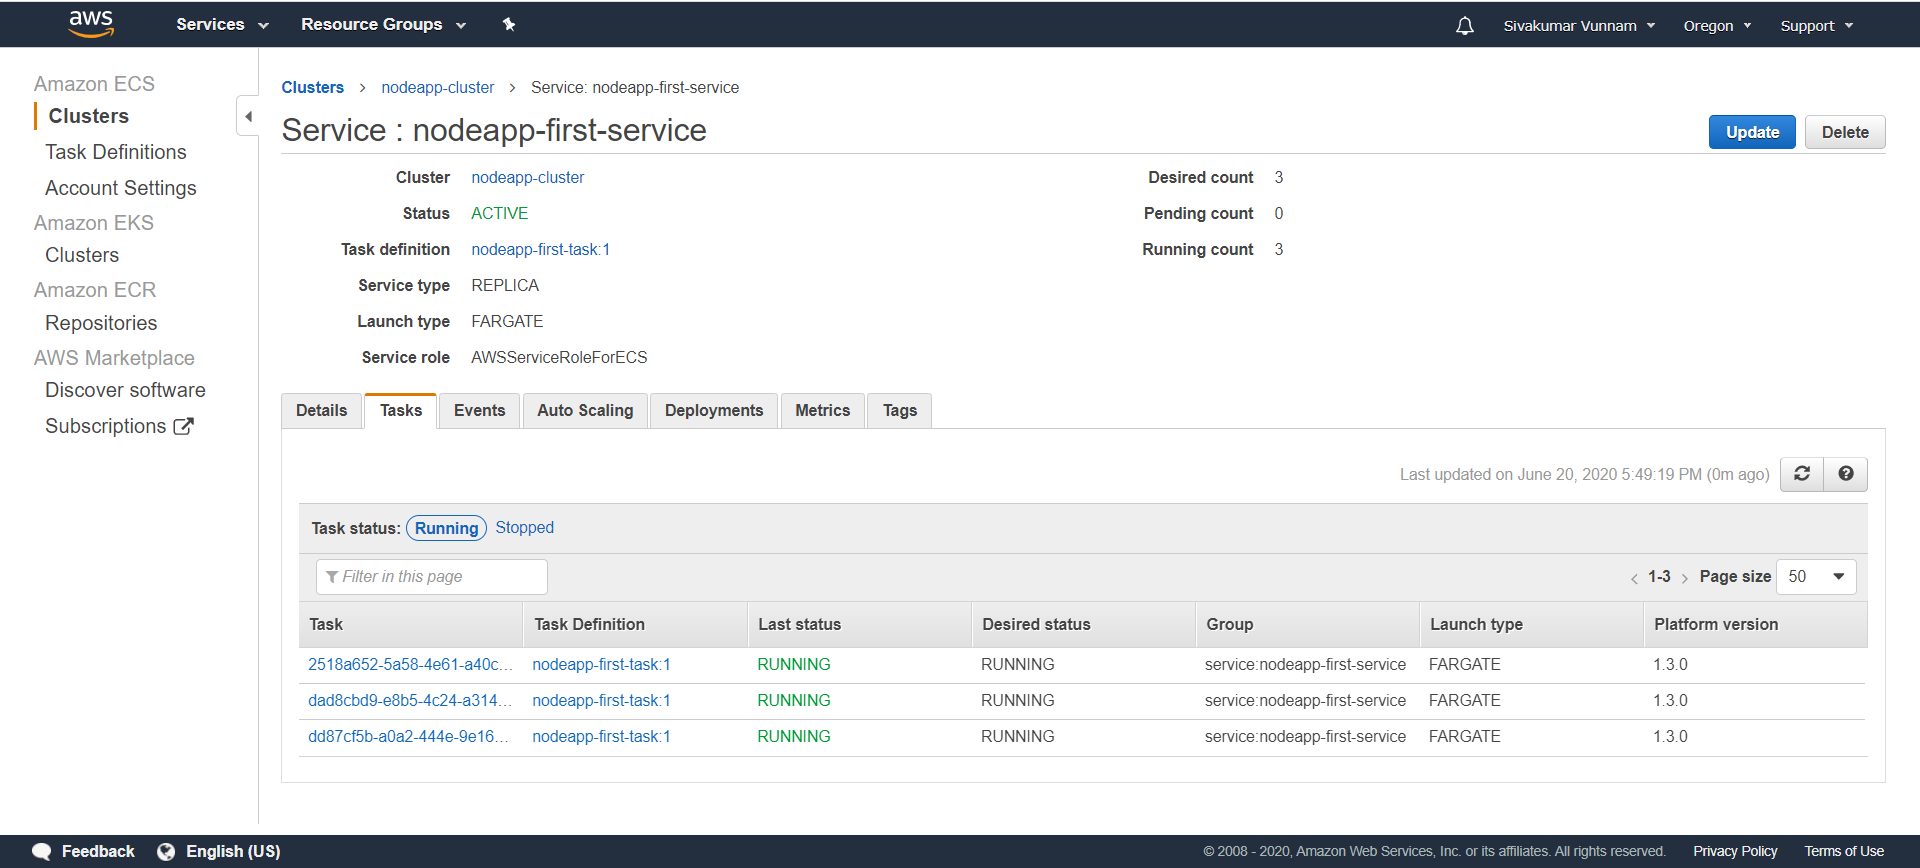 aws Services Resource Groups Sivakumar Vunnam Oregon Support
Amazon ECS
Clusters
Task Definitions
Account Settings
Amazon EKS
Clusters
Amazon ECR
Repositories
AWS Marketplace
Discover software
Subscriptions
Clusters > nodeapp-cluster > Service: nodeapp-first-service
Service : nodeapp-first-service
Update Delete
Cluster nodeapp-cluster
Status ACTIVE
Task definition nodeapp-first-task:1
Service type REPLICA
Launch type FARGATE
Service role AWSServiceRoleForECS
Desired count 3
Pending count 0
Running count 3
Details Tasks Events Auto Scaling Deployments Metrics Tags
Last updated on June 20, 2020 5:49:19 PM (0m ago)
Task status: Running Stopped
Filter in this page
< 1-3 > Page size 50
Task Task Definition Last status Desired status Group Launch type Platform version
2518a652-5a58-4e61-a40c... nodeapp-first-task:1 RUNNING RUNNING service:nodeapp-first-service FARGATE 1.3.0
dad8cbd9-e8b5-4c24-a314... nodeapp-first-task:1 RUNNING RUNNING service:nodeapp-first-service FARGATE 1.3.0
dd87cf5b-a0a2-444e-9e16... nodeapp-first-task:1 RUNNING RUNNING service:nodeapp-first-service FARGATE 1.3.0
Feedback English (US) © 2008 - 2020, Amazon Web Services, Inc. or its affiliates. All rights reserved. Privacy Policy Terms of Use